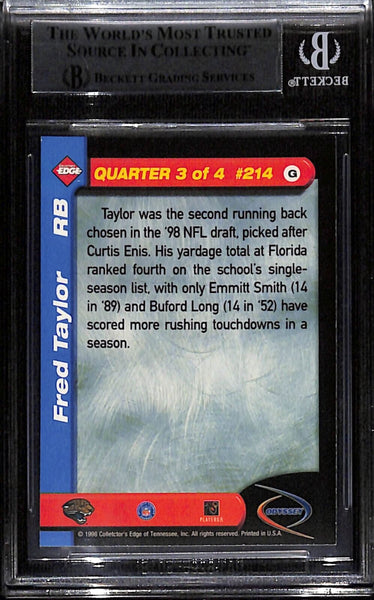 THE WORLD'S MOST TRUSTED
SOURCE IN COLLECTING™
BECKETT GRADING SERVICES
BECKETT
EDGE
QUARTER 3 of 4 #214 G
Fred Taylor RB
Taylor was the second running back
chosen in the '98 NFL draft, picked after
Curtis Enis. His yardage total at Florida
ranked fourth on the school's single-
season list, with only Emmitt Smith (14
in '89) and Buford Long (14 in '52) have
scored more rushing touchdowns in a
season.
PLAYERS
ODYSSEY
© 1998 Collector's Edge of Tennessee, Inc. All rights reserved. Printed in U.S.A.